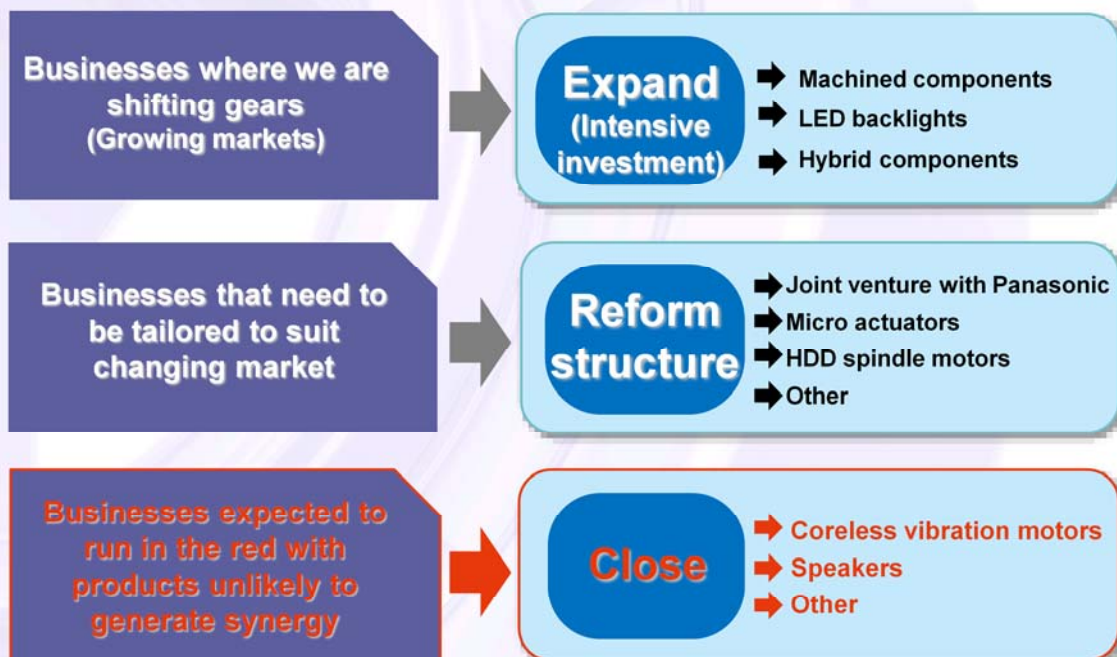 Businesses where we are
shifting gears
(Growing markets)
Expand
(Intensive
investment)
Machined components
LED backlights
Hybrid components
Businesses that need to
be tailored to suit
changing market
Reform
structure
Joint venture with Panasonic
Micro actuators
HDD spindle motors
Other
Businesses expected to
run in the red with
products unlikely to
generate synergy
Close
Coreless vibration motors
Speakers
Other